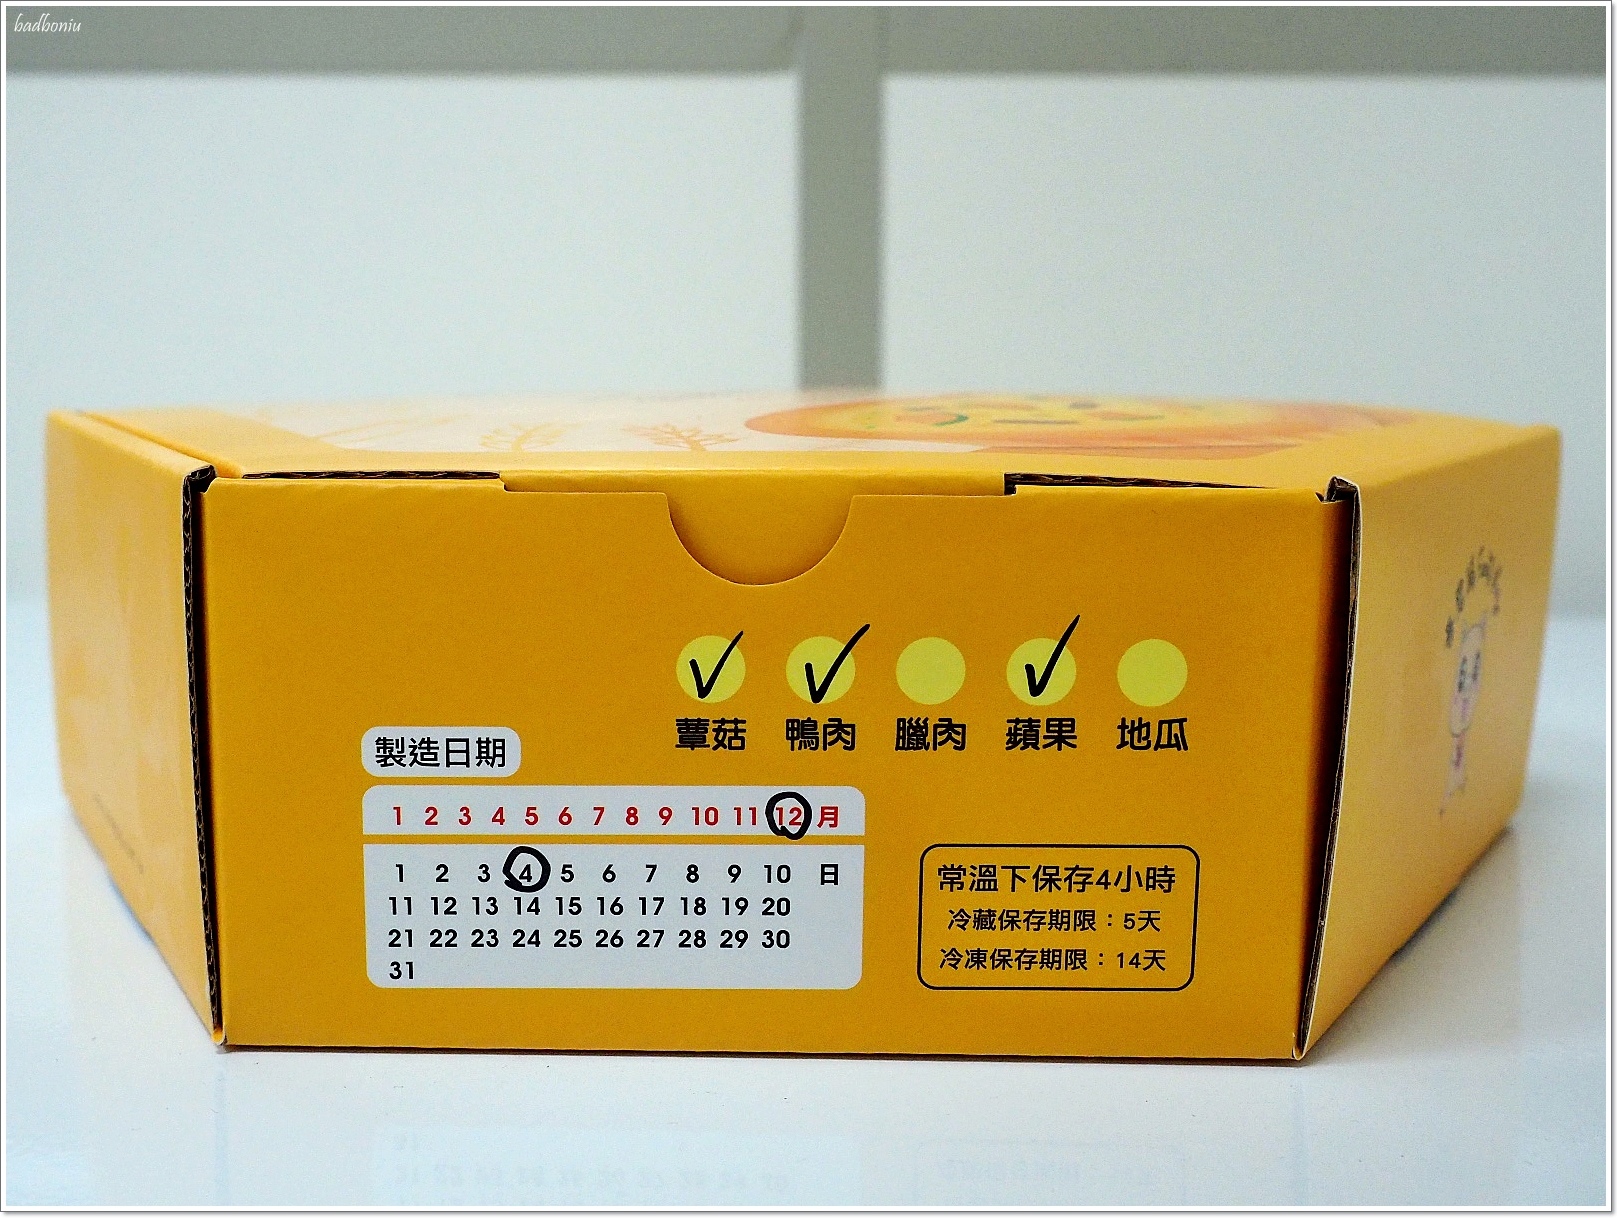 badboniu
蕈菇 鴨肉 臘肉 蘋果 地瓜
製造日期
1 2 3 4 5 6 7 8 9 10 11 12 月
1 2 3 4 5 6 7 8 9 10 日
11 12 13 14 15 16 17 18 19 20
21 22 23 24 25 26 27 28 29 30
31
常溫下保存4小時
冷藏保存期限：5天
冷凍保存期限：14天